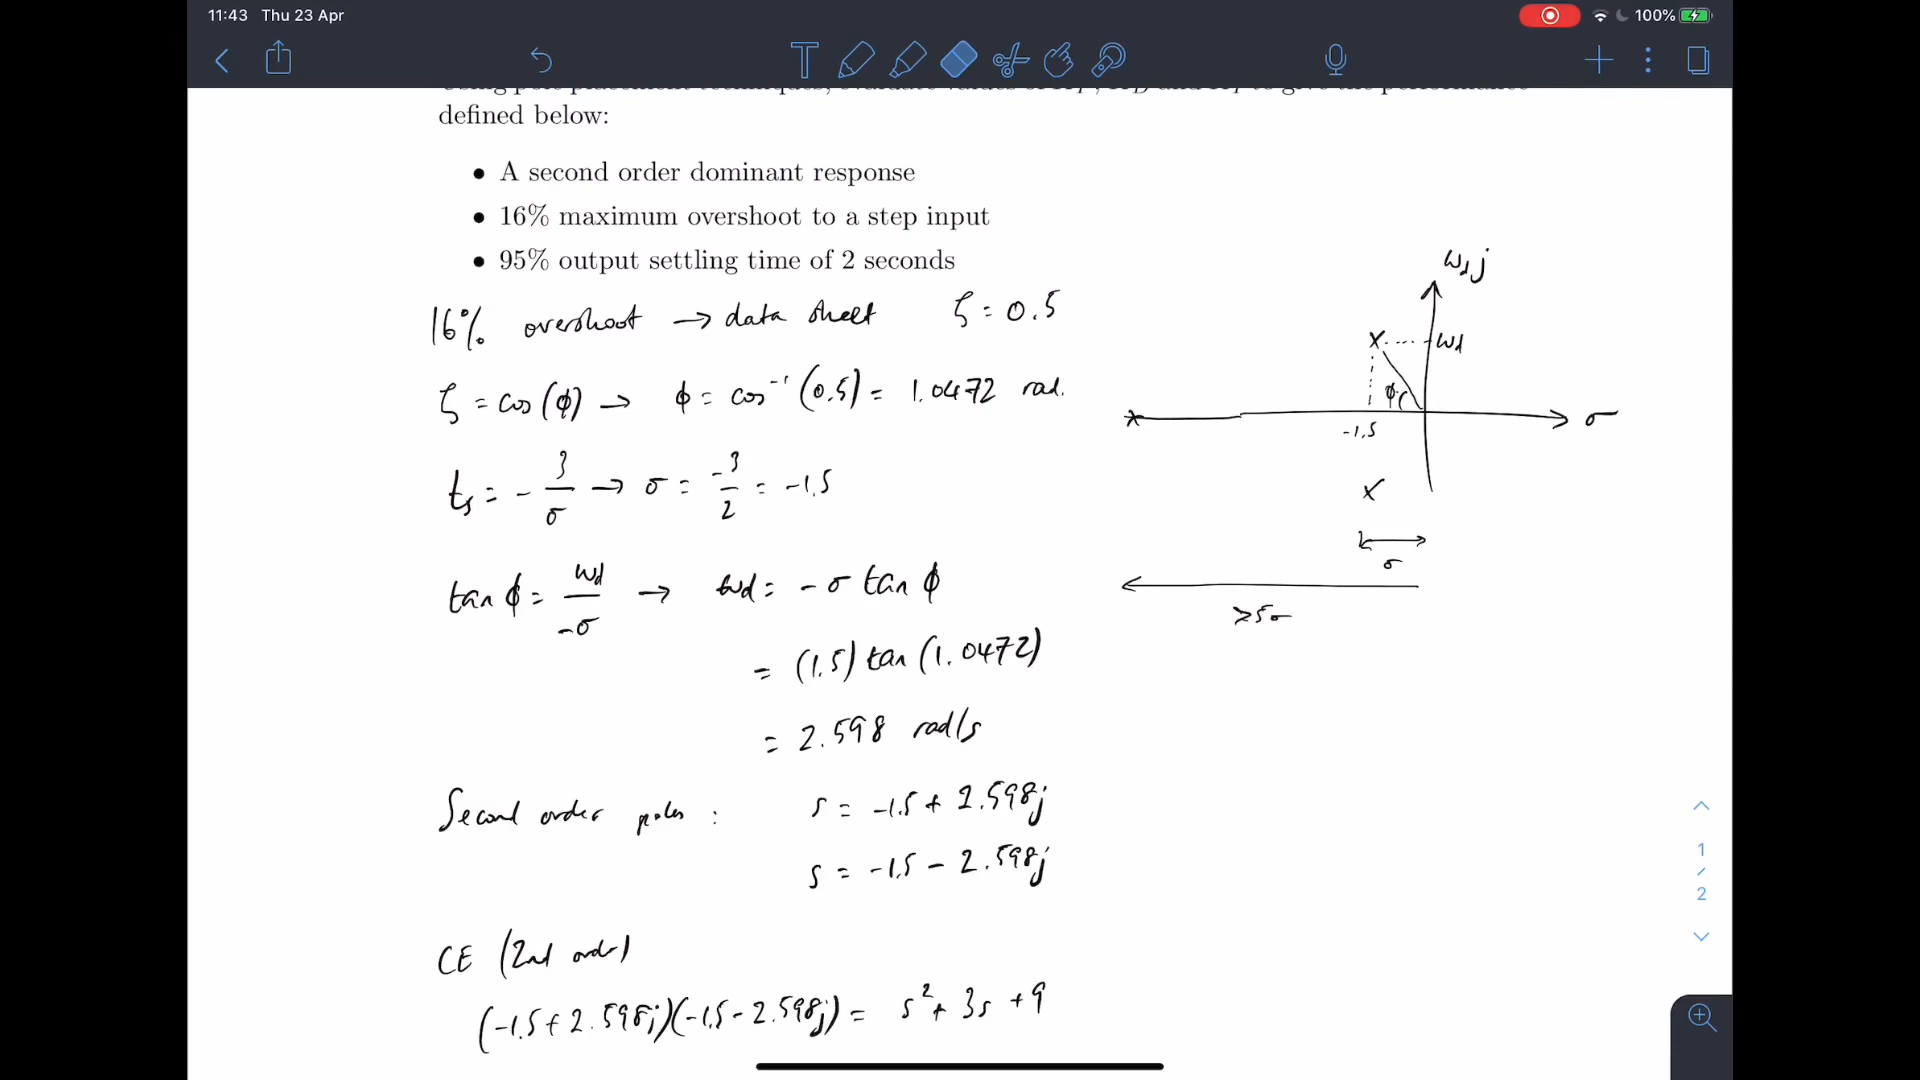 11:43 Thu 23 Apr
100%
defined below:
• A second order dominant response
• 16% maximum overshoot to a step input
• 95% output settling time of 2 seconds
16% overshoot → data sheet ζ = 0.5
ζ = cos(ϕ) → ϕ = cos⁻¹(0.5) = 1.0472 rad.
ts = - 3/σ → σ = -3/2 = -1.5
tan ϕ = ωd/-σ → ωd = - σ tan ϕ
= (1.5) tan (1.0472)
= 2.598 rad/s
Second order poles : s = -1.5 + 2.598j
s = -1.5 - 2.598j
CE (2nd order)
(-1.5 + 2.598j)(-1.5 - 2.598j) = s² + 3s + 9
ωdj
x
ωd
ϕ
x
σ
-1.5
x
σ
≥5σ
1
/
2